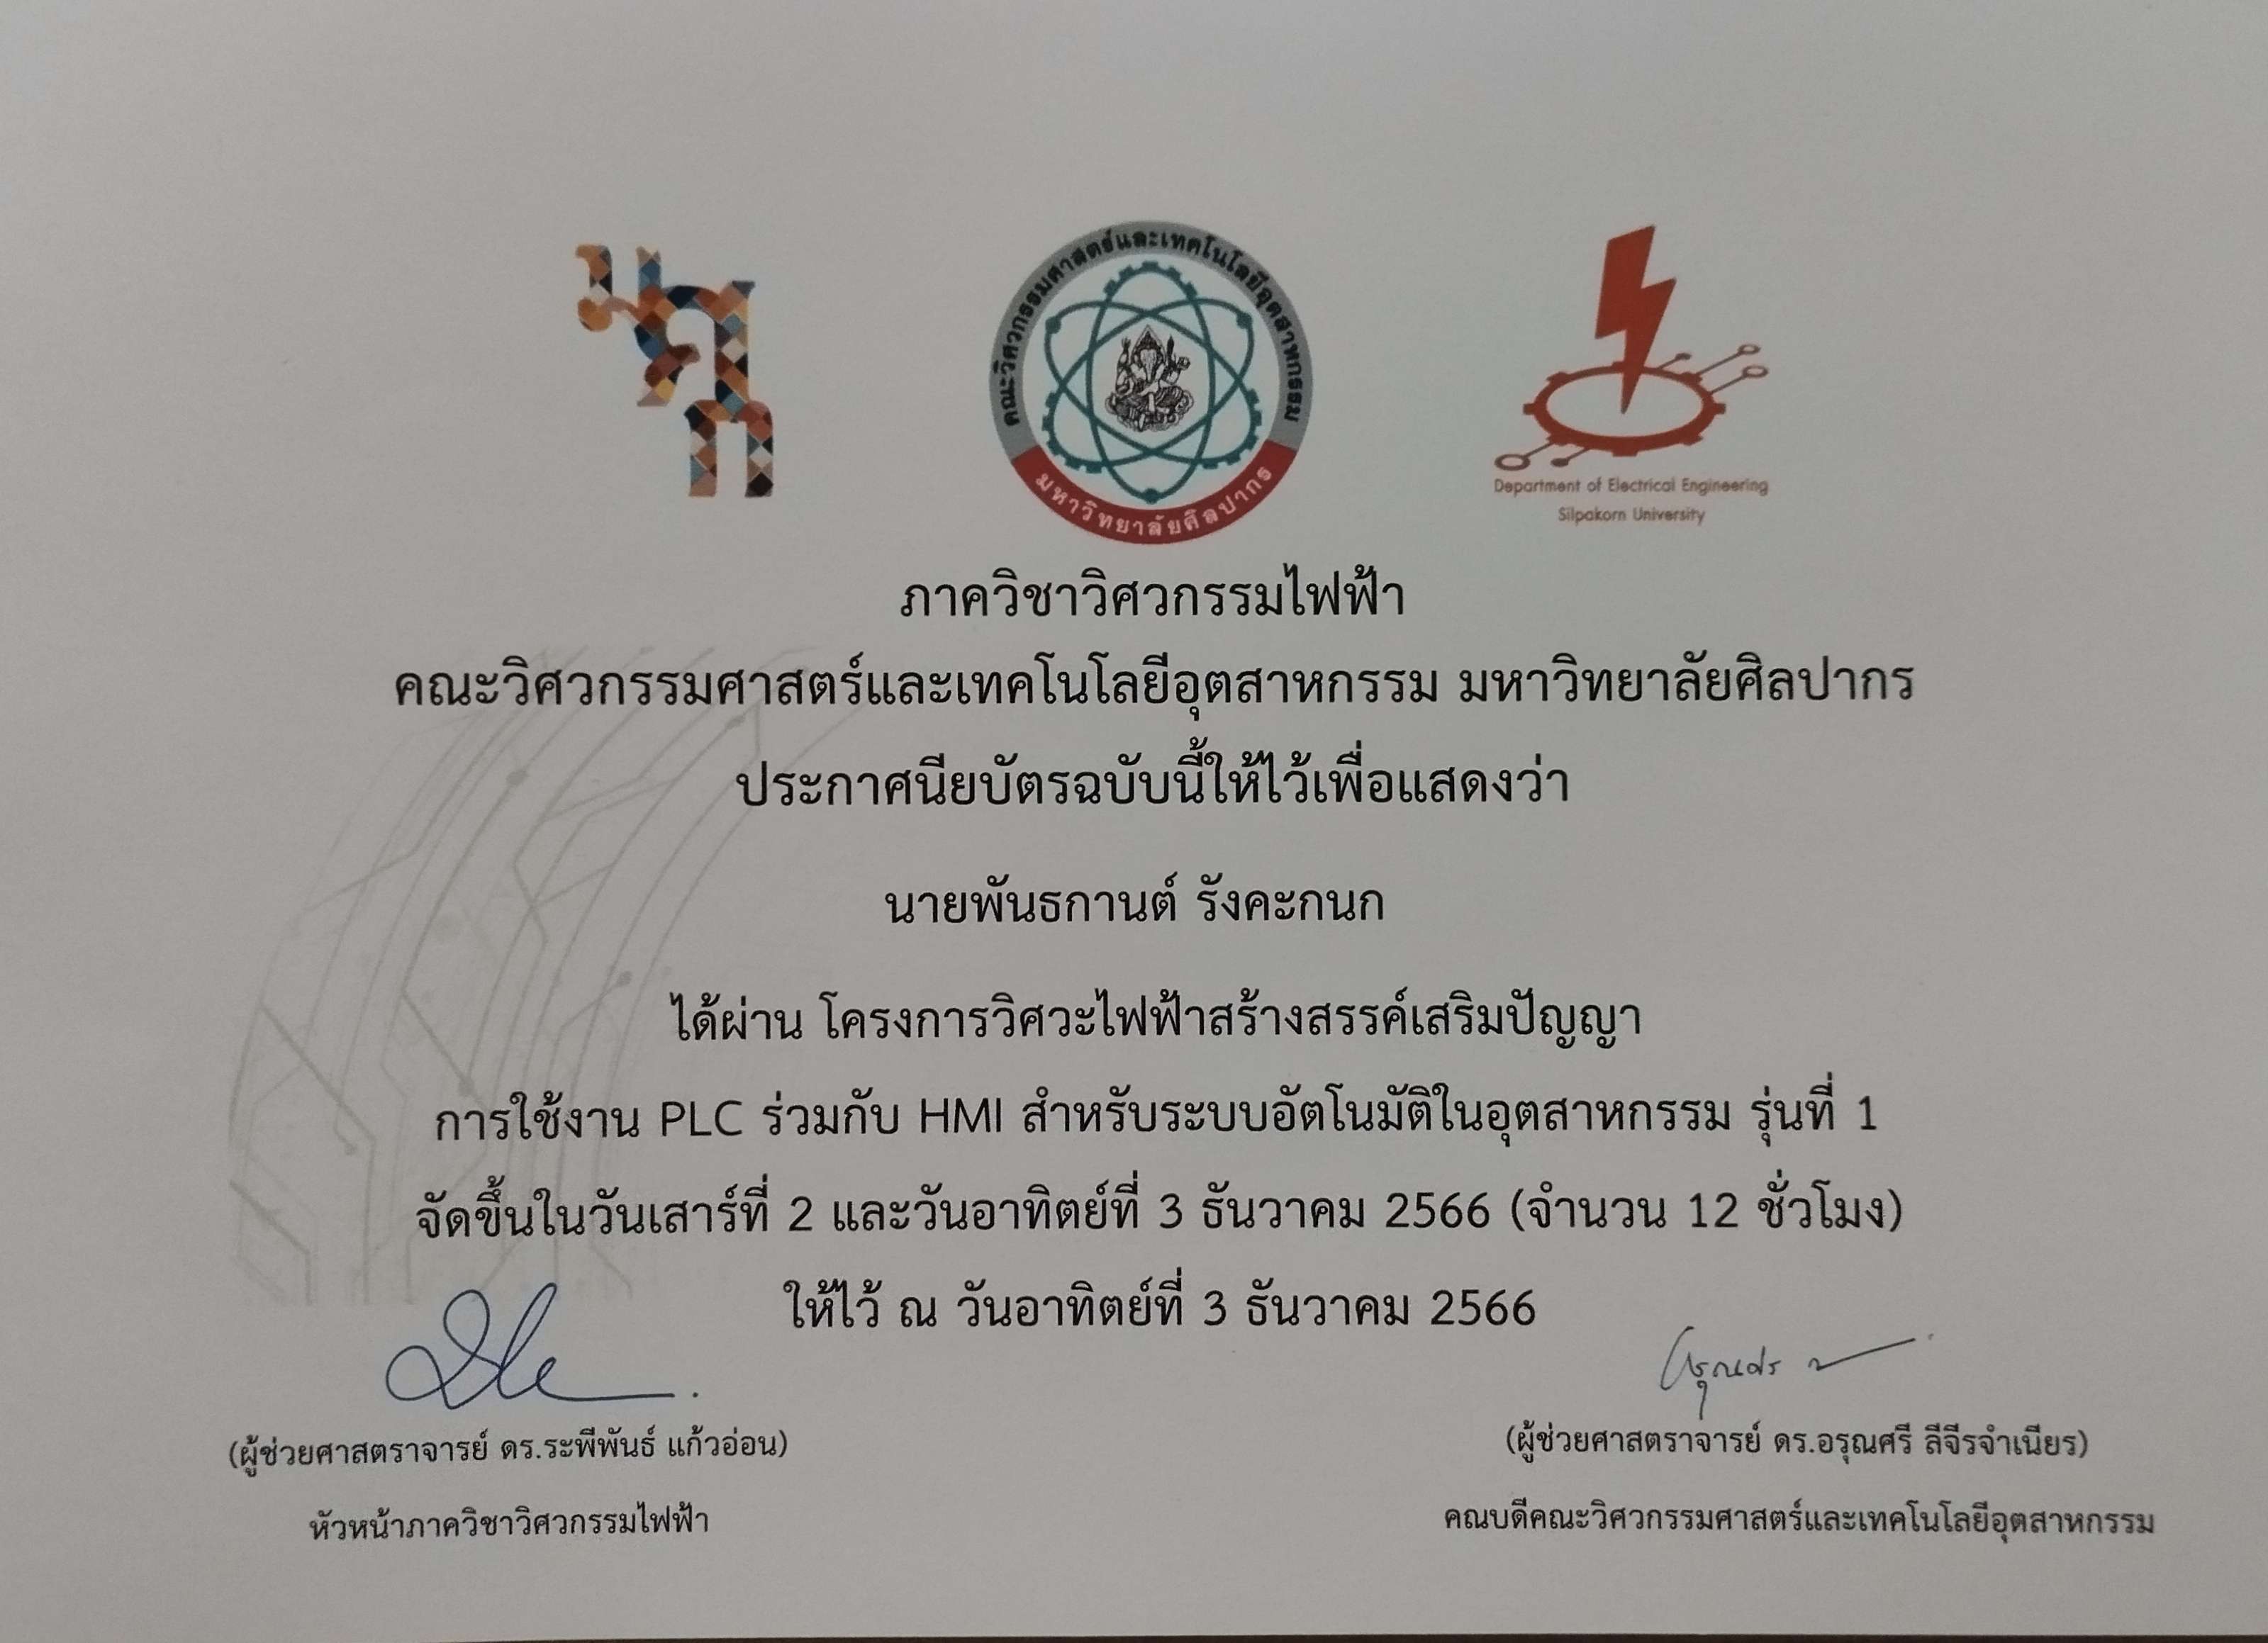 มศก
คณะวิศวกรรมศาสตร์และเทคโนโลยีอุตสาหกรรม
มหาวิทยาลัยศิลปากร
Department of Electrical Engineering
Silpakorn University
ภาควิชาวิศวกรรมไฟฟ้า
คณะวิศวกรรมศาสตร์และเทคโนโลยีอุตสาหกรรม มหาวิทยาลัยศิลปากร
ประกาศนียบัตรฉบับนี้ให้ไว้เพื่อแสดงว่า
นายพันธกานต์ รังคะกนก
ได้ผ่าน โครงการวิศวะไฟฟ้าสร้างสรรค์เสริมปัญญา
การใช้งาน PLC ร่วมกับ HMI สำหรับระบบอัตโนมัติในอุตสาหกรรม รุ่นที่ 1
จัดขึ้นในวันเสาร์ที่ 2 และวันอาทิตย์ที่ 3 ธันวาคม 2566 (จำนวน 12 ชั่วโมง)
ให้ไว้ ณ วันอาทิตย์ที่ 3 ธันวาคม 2566
(ผู้ช่วยศาสตราจารย์ ดร.ระพีพันธ์ แก้วอ่อน)
หัวหน้าภาควิชาวิศวกรรมไฟฟ้า
(ผู้ช่วยศาสตราจารย์ ดร.อรุณศรี ลีจีรจำเนียร)
คณบดีคณะวิศวกรรมศาสตร์และเทคโนโลยีอุตสาหกรรม